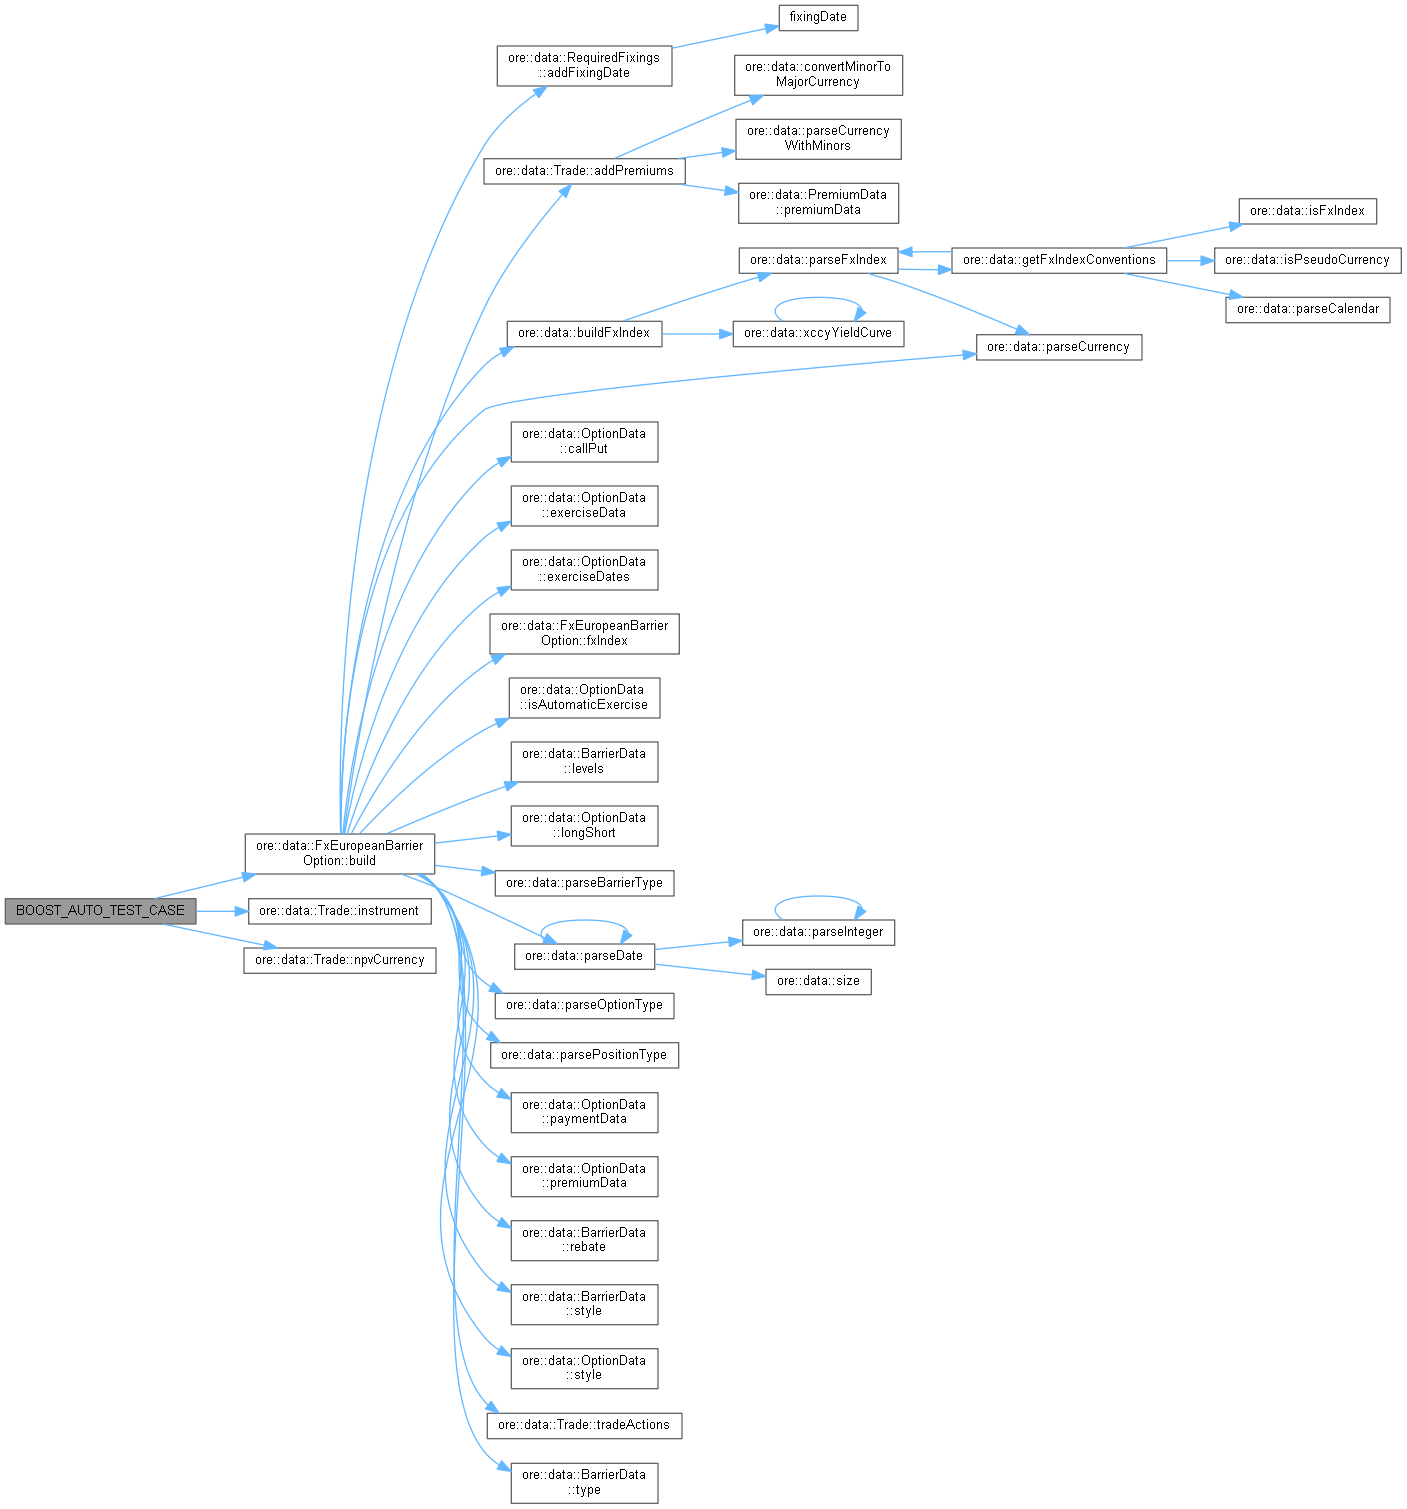 fixingDate
ore::data::RequiredFixings
::addFixingDate
ore::data::convertMinorTo
MajorCurrency
ore::data::parseCurrency
WithMinors
ore::data::Trade::addPremiums
ore::data::PremiumData
::premiumData
ore::data::isFxIndex
ore::data::parseFxIndex
ore::data::getFxIndexConventions
ore::data::isPseudoCurrency
ore::data::parseCalendar
ore::data::buildFxIndex
ore::data::xccyYieldCurve
ore::data::parseCurrency
ore::data::OptionData
::callPut
ore::data::OptionData
::exerciseData
ore::data::OptionData
::exerciseDates
ore::data::FxEuropeanBarrier
Option::fxIndex
ore::data::OptionData
::isAutomaticExercise
ore::data::BarrierData
::levels
ore::data::OptionData
::longShort
ore::data::FxEuropeanBarrier
Option::build
ore::data::parseBarrierType
BOOST_AUTO_TEST_CASE
ore::data::Trade::instrument
ore::data::parseInteger
ore::data::Trade::npvCurrency
ore::data::parseDate
ore::data::size
ore::data::parseOptionType
ore::data::parsePositionType
ore::data::OptionData
::paymentData
ore::data::OptionData
::premiumData
ore::data::BarrierData
::rebate
ore::data::BarrierData
::style
ore::data::OptionData
::style
ore::data::Trade::tradeActions
ore::data::BarrierData
::type